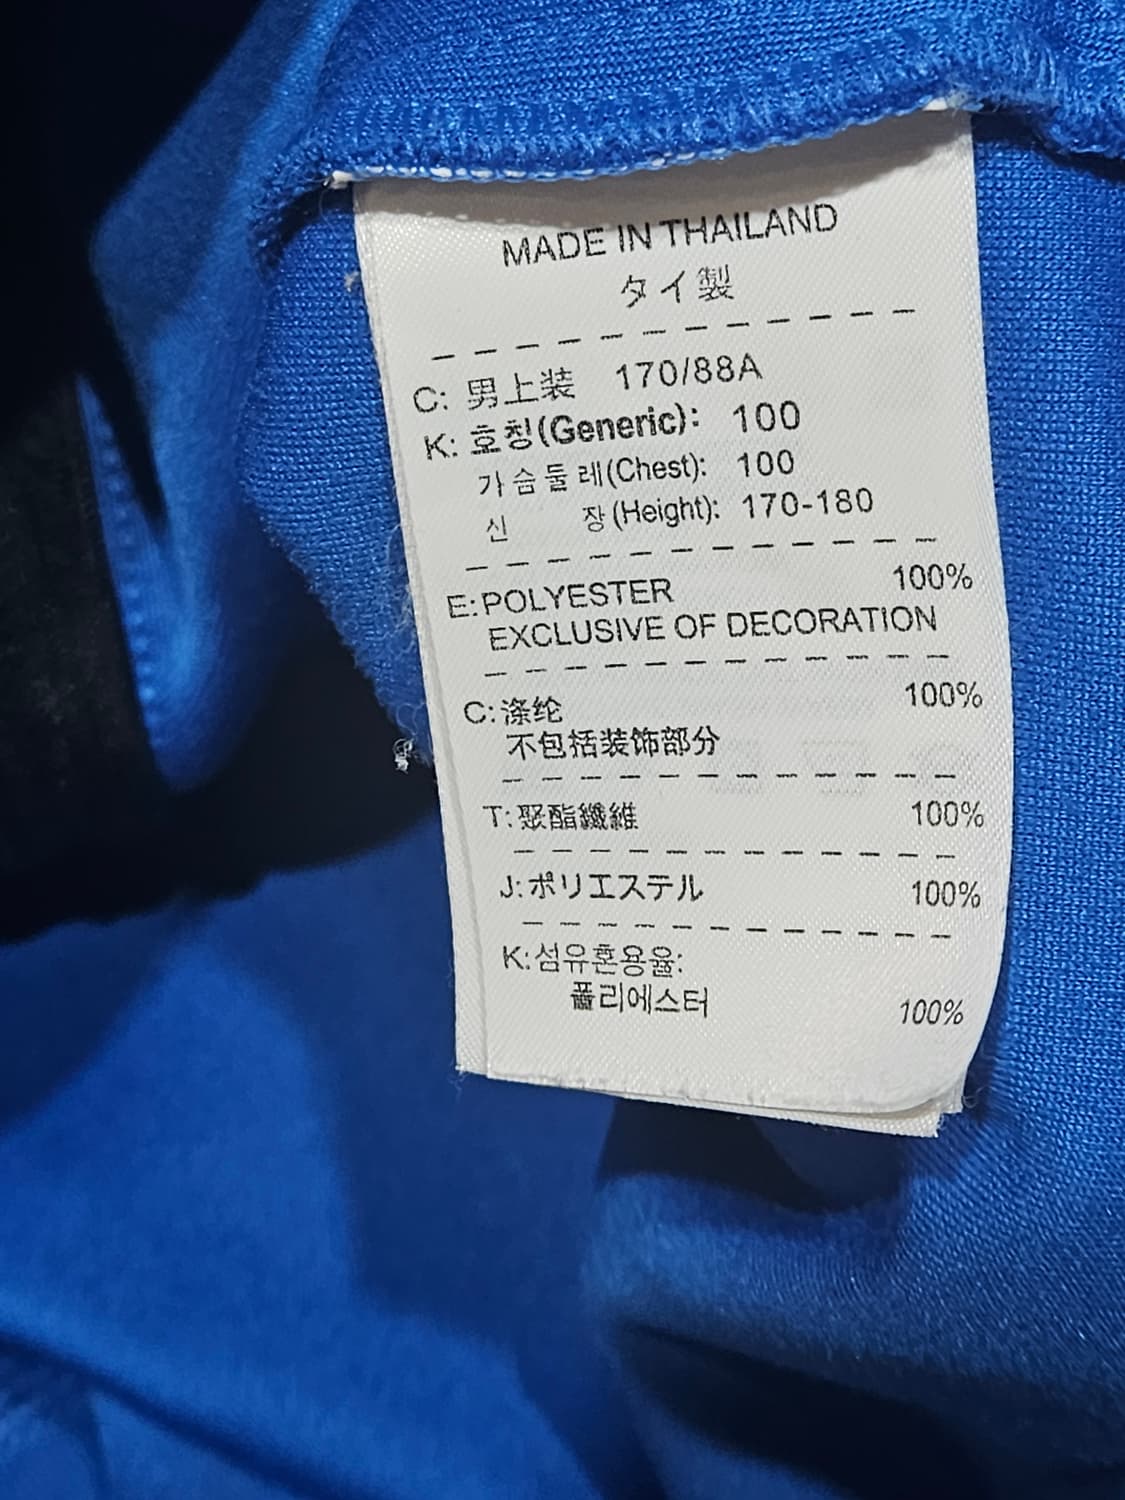 MADE IN THAILAND
タイ製
C: 男上装 170/88A
K: 호칭(Generic): 100
가슴둘레(Chest): 100
신 장(Height): 170-180
E:POLYESTER 100%
EXCLUSIVE OF DECORATION
C:涤纶 100%
不包括装饰部分
T:聚酯纖維 100%
J:ポリエステル 100%
K:섬유혼용율:
폴리에스터 100%